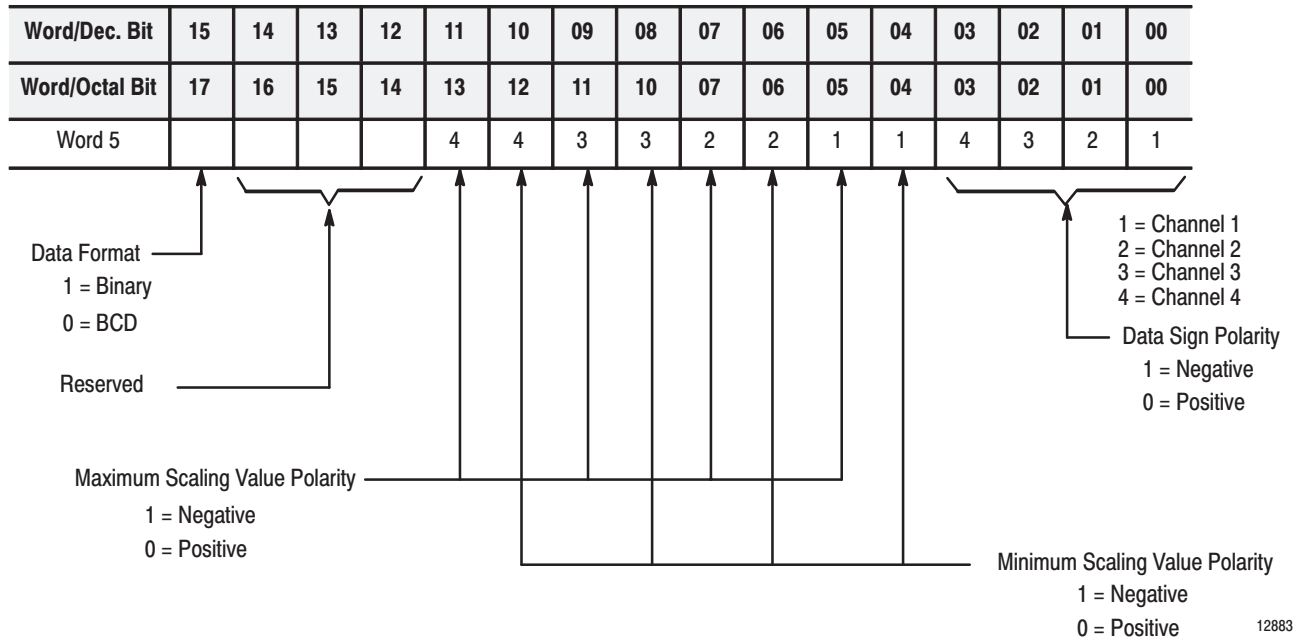 Word/Dec. Bit 15 14 13 12 11 10 09 08 07 06 05 04 03 02 01 00
Word/Octal Bit 17 16 15 14 13 12 11 10 07 06 05 04 03 02 01 00
Word 5 4 4 3 3 2 2 1 1 4 3 2 1
Data Format
1 = Binary
0 = BCD
Reserved
1 = Channel 1
2 = Channel 2
3 = Channel 3
4 = Channel 4
Data Sign Polarity
1 = Negative
0 = Positive
Maximum Scaling Value Polarity
1 = Negative
0 = Positive
Minimum Scaling Value Polarity
1 = Negative
0 = Positive
12883